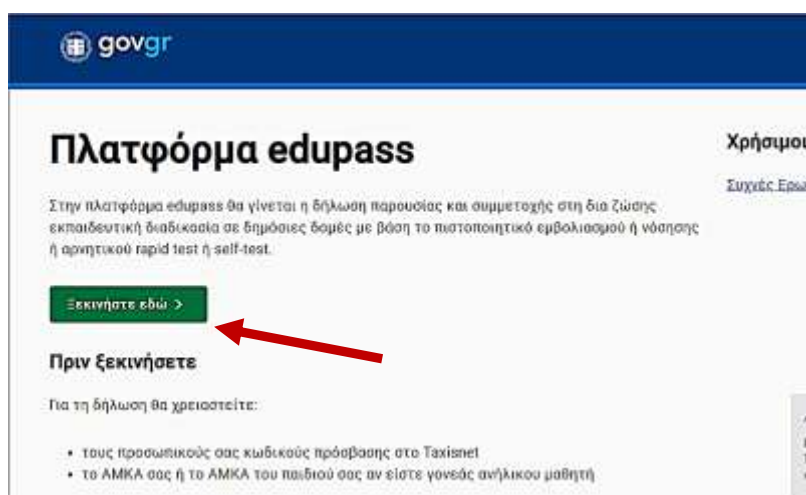 govgr
Πλατφόρμα edupass
Στην πλατφόρμα edupass θα γίνεται η δήλωση παρουσίας και συμμετοχής στη δια ζώσης
εκπαιδευτική διαδικασία σε δημόσιες δομές με βάση το πιστοποιητικό εμβολιασμού ή νόσησης
ή αρνητικού rapid test ή self-test.
Ξεκινήστε εδώ >
Πριν ξεκινήσετε
Για τη δήλωση θα χρειαστείτε:
• τους προσωπικούς σας κωδικούς πρόσβασης στο Taxisnet
• το ΑΜΚΑ σας ή το ΑΜΚΑ του παιδιού σας αν είστε γονεάς ανήλικου μαθητή
Χρήσιμοι
Συχνές Ερω